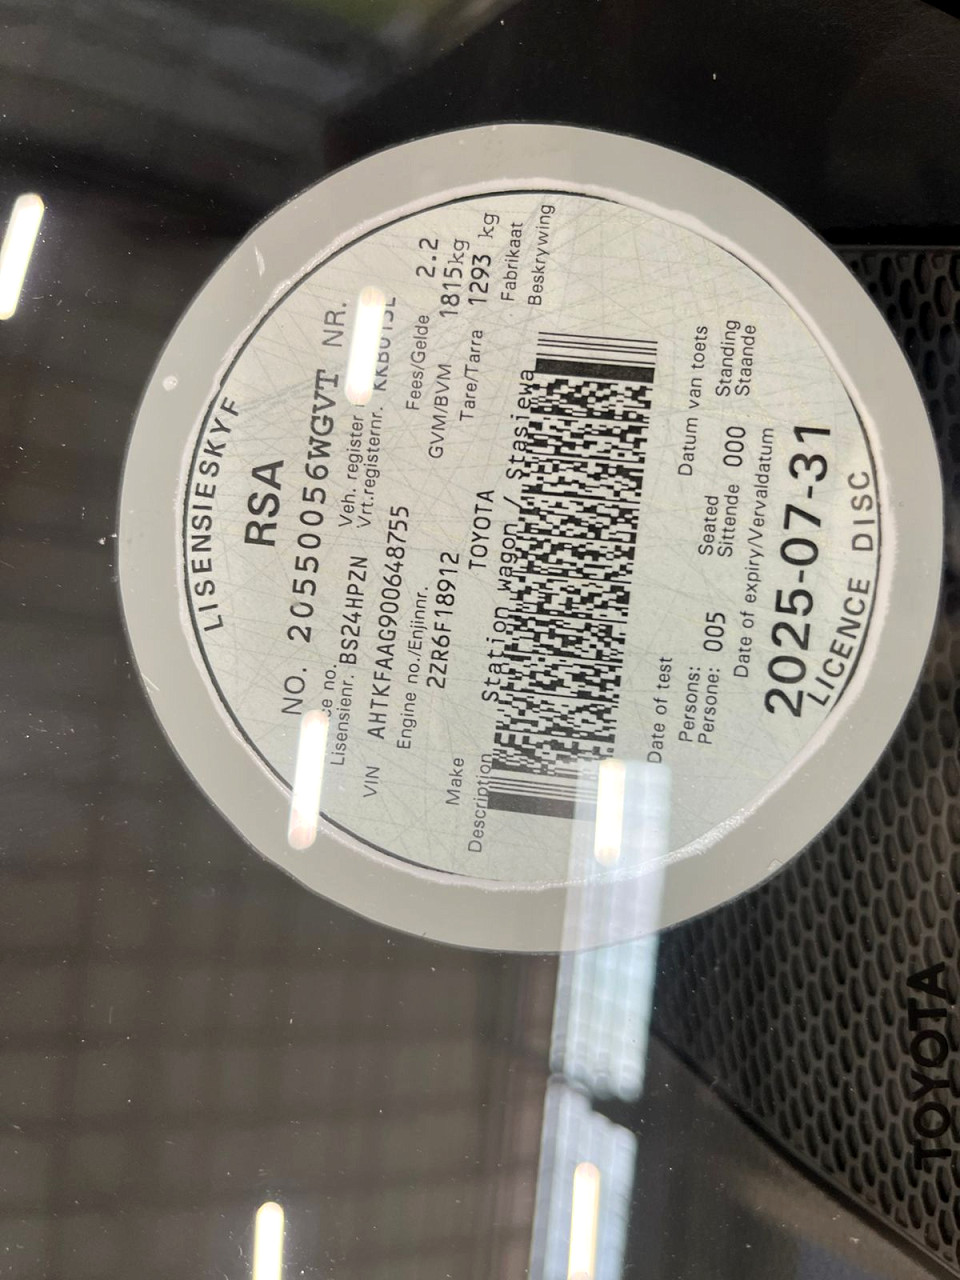 LISENSIESKYF
RSA
NO. 20550056WGVT NR.
Lisensienr. BS24HPZN
Veh. register
Vrt.registernr.
VIN AHTKFAAG900648755
Engine no./Enjinnr.
2ZR6F18912
Fees/Gelde 2.2
GVM/BVM 1815kg
Tare/Tarra 1293 kg
Make TOYOTA Fabrikaat
Description Station wagon / Stasiewa Beskrywing
Date of test Datum van toets
Persons: Seated Standing
Persone: 005 Sittende 000 Staande
Date of expiry/Vervaldatum
2025-07-31
LICENCE DISC
TOYOTA